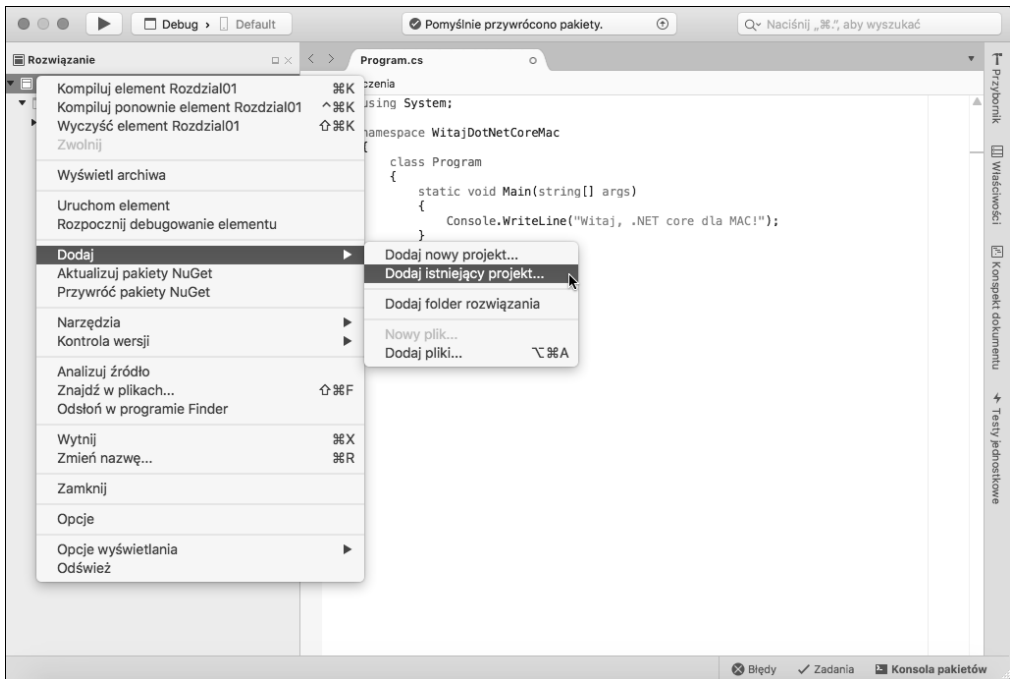 Debug › Default
Pomyślnie przywrócono pakiety.
Naciśnij „⌘.”, aby wyszukać
Rozwiązanie
Program.cs
Kompiluj element Rozdzial01 ⌘K
Kompiluj ponownie element Rozdzial01 ^⌘K
Wyczyść element Rozdzial01 ⇧⌘K
Zwolnij
Wyświetl archiwa
Uruchom element
Rozpocznij debugowanie elementu
Dodaj
Aktualizuj pakiety NuGet
Przywróć pakiety NuGet
Narzędzia
Kontrola wersji
Analizuj źródło
Znajdź w plikach... ⇧⌘F
Odsłoń w programie Finder
Wytnij ⌘X
Zmień nazwę... ⌘R
Zamknij
Opcje
Opcje wyświetlania
Odśwież
Dodaj nowy projekt...
Dodaj istniejący projekt...
Dodaj folder rozwiązania
Nowy plik...
Dodaj pliki... ⌥⌘A
using System;
namespace WitajDotNetCoreMac
{
class Program
{
static void Main(string[] args)
{
Console.WriteLine("Witaj, .NET core dla MAC!");
}
Przybornik
Właściwości
Konspekt dokumentu
Testy jednostkowe
Błędy
Zadania
Konsola pakietów